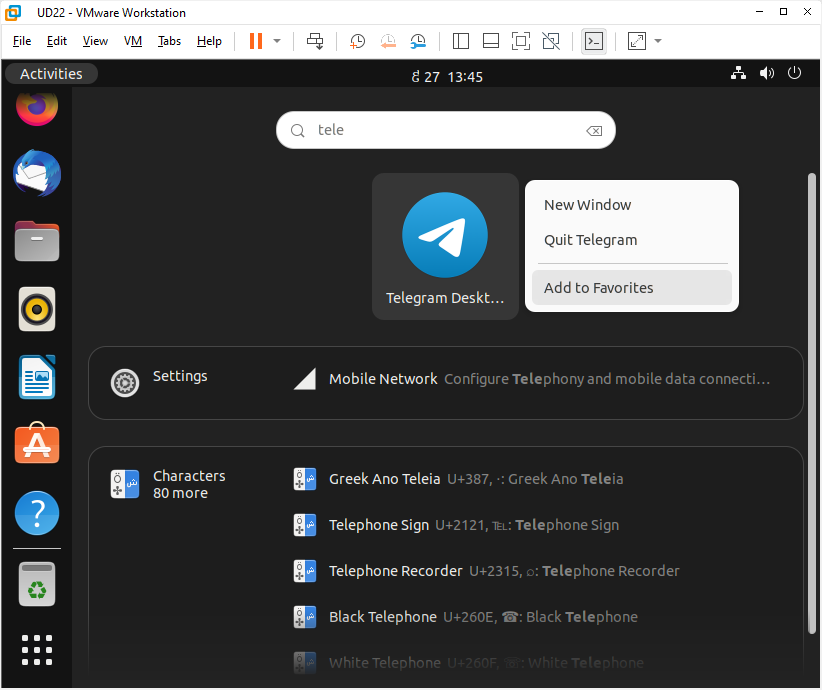 UD22 - VMware Workstation
File Edit View VM Tabs Help
Activities
ძ 27 13:45
tele
Telegram Deskt…
New Window
Quit Telegram
Add to Favorites
Settings
Mobile Network Configure Telephony and mobile data connecti…
Characters
80 more
Greek Ano Teleia U+387, ·: Greek Ano Teleia
Telephone Sign U+2121, ℡: Telephone Sign
Telephone Recorder U+2315, ⌕: Telephone Recorder
Black Telephone U+260E, ☎: Black Telephone
White Telephone U+260F, ☏: White Telephone